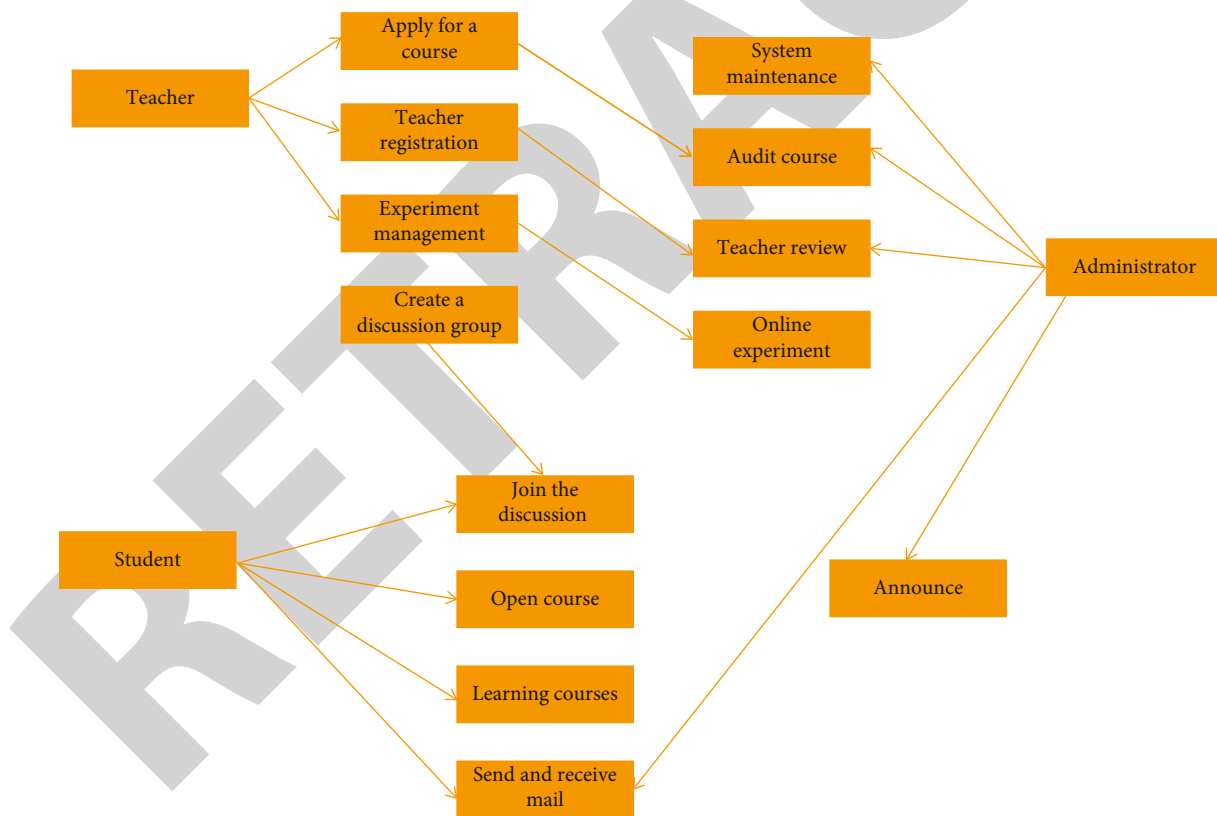 Teacher
Apply for a
course
Teacher
registration
Experiment
management
Create a
discussion group
System
maintenance
Audit course
Teacher review
Online
experiment
Administrator
Student
Join the
discussion
Open course
Learning courses
Send and receive
mail
Announce